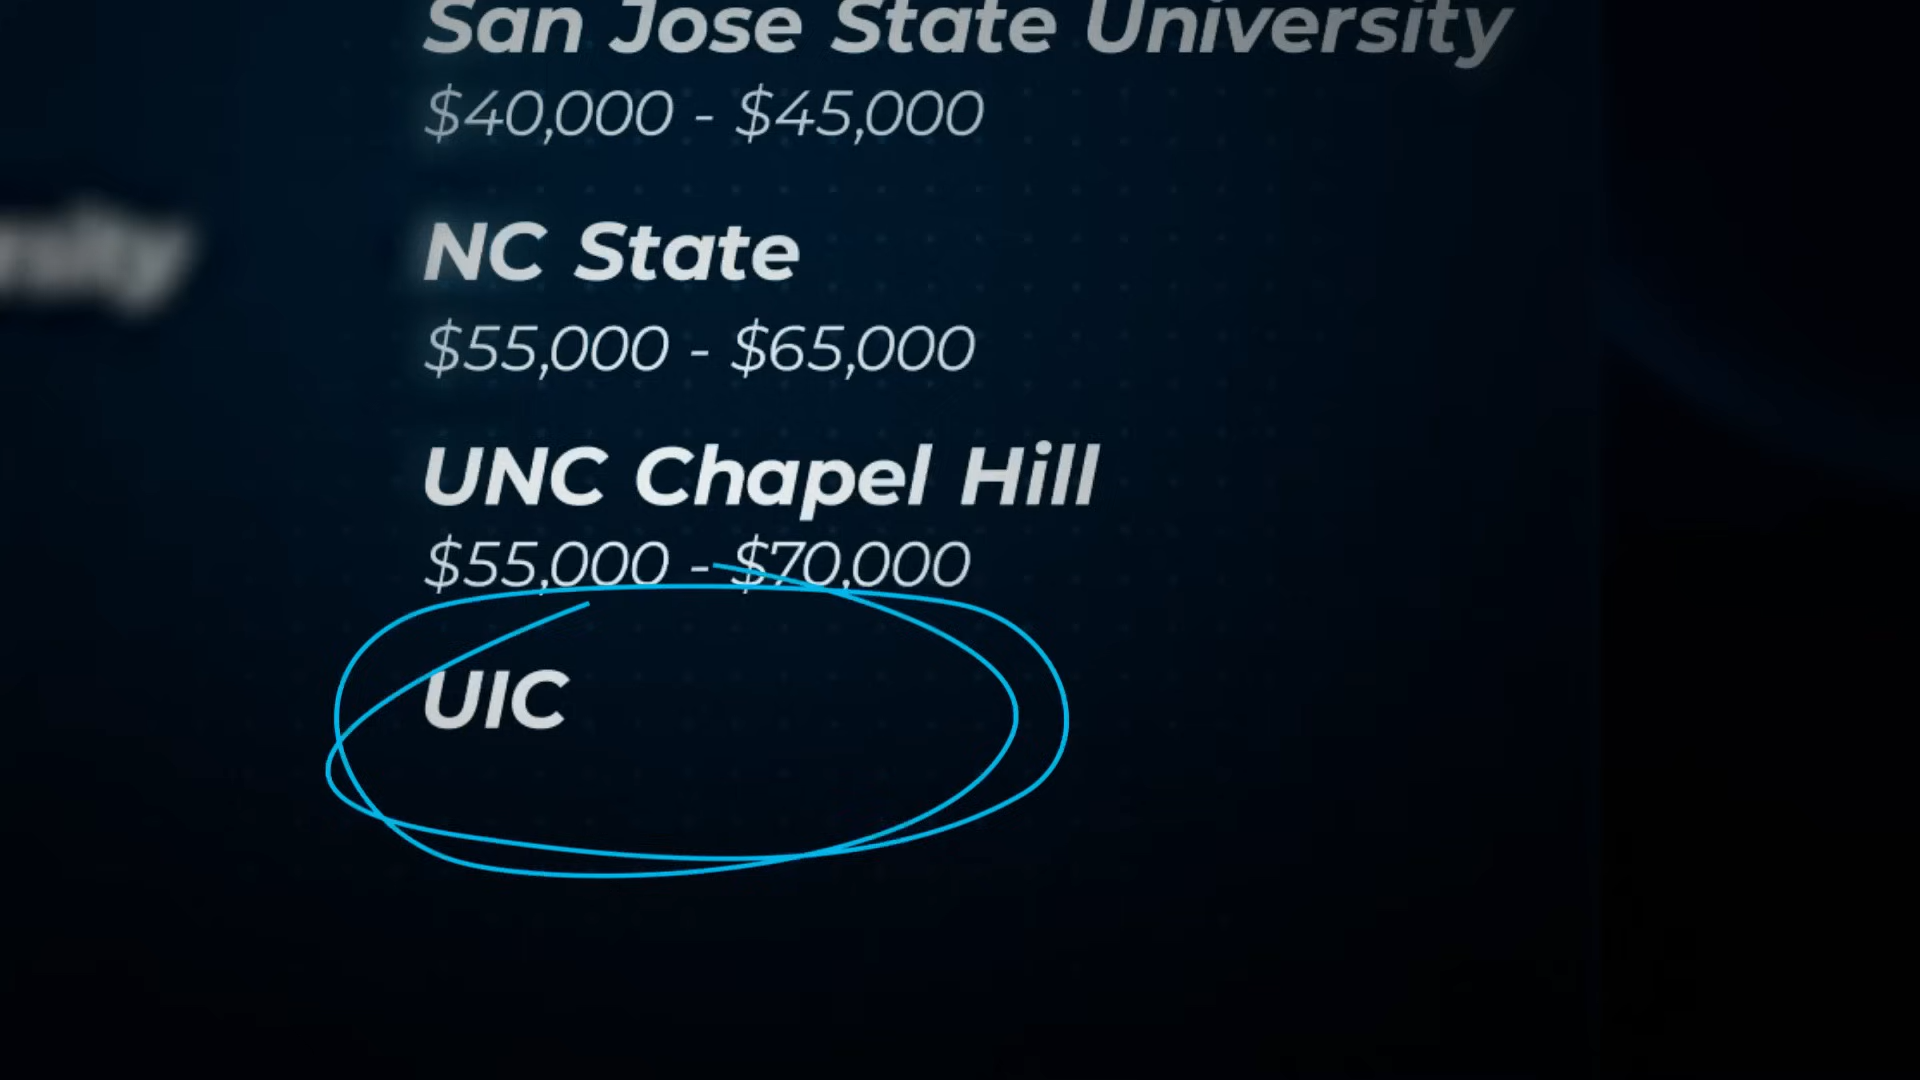 San Jose State University
$40,000 - $45,000
NC State
$55,000 - $65,000
UNC Chapel Hill
$55,000 - $70,000
UIC